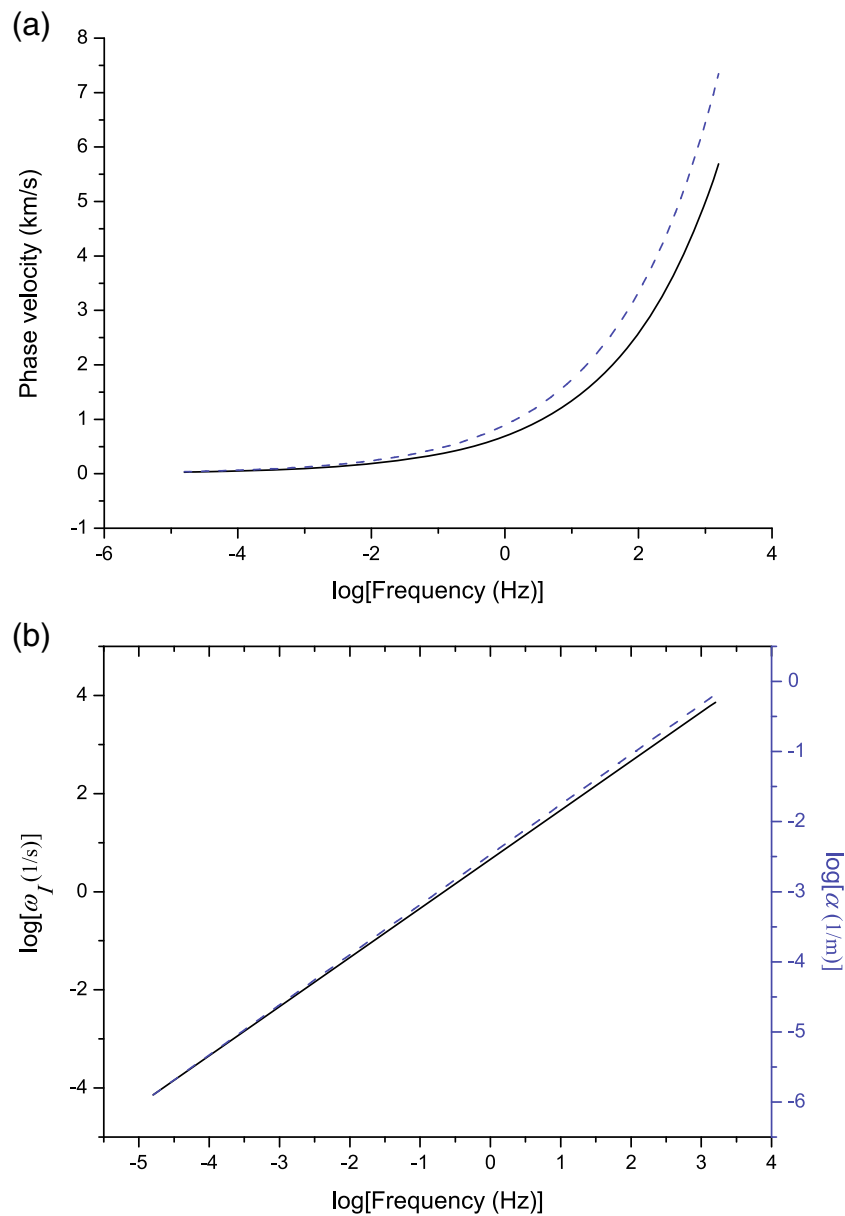 (a)
8
7
6
5
4
3
2
1
0
-1
Phase velocity (km/s)
-6 -4 -2 0 2 4
log[Frequency (Hz)]
(b)
4
2
0
-2
-4
log[ω_I (1/s)]
0
-1
-2
-3
-4
-5
-6
log[α (1/m)]
-5 -4 -3 -2 -1 0 1 2 3 4
log[Frequency (Hz)]